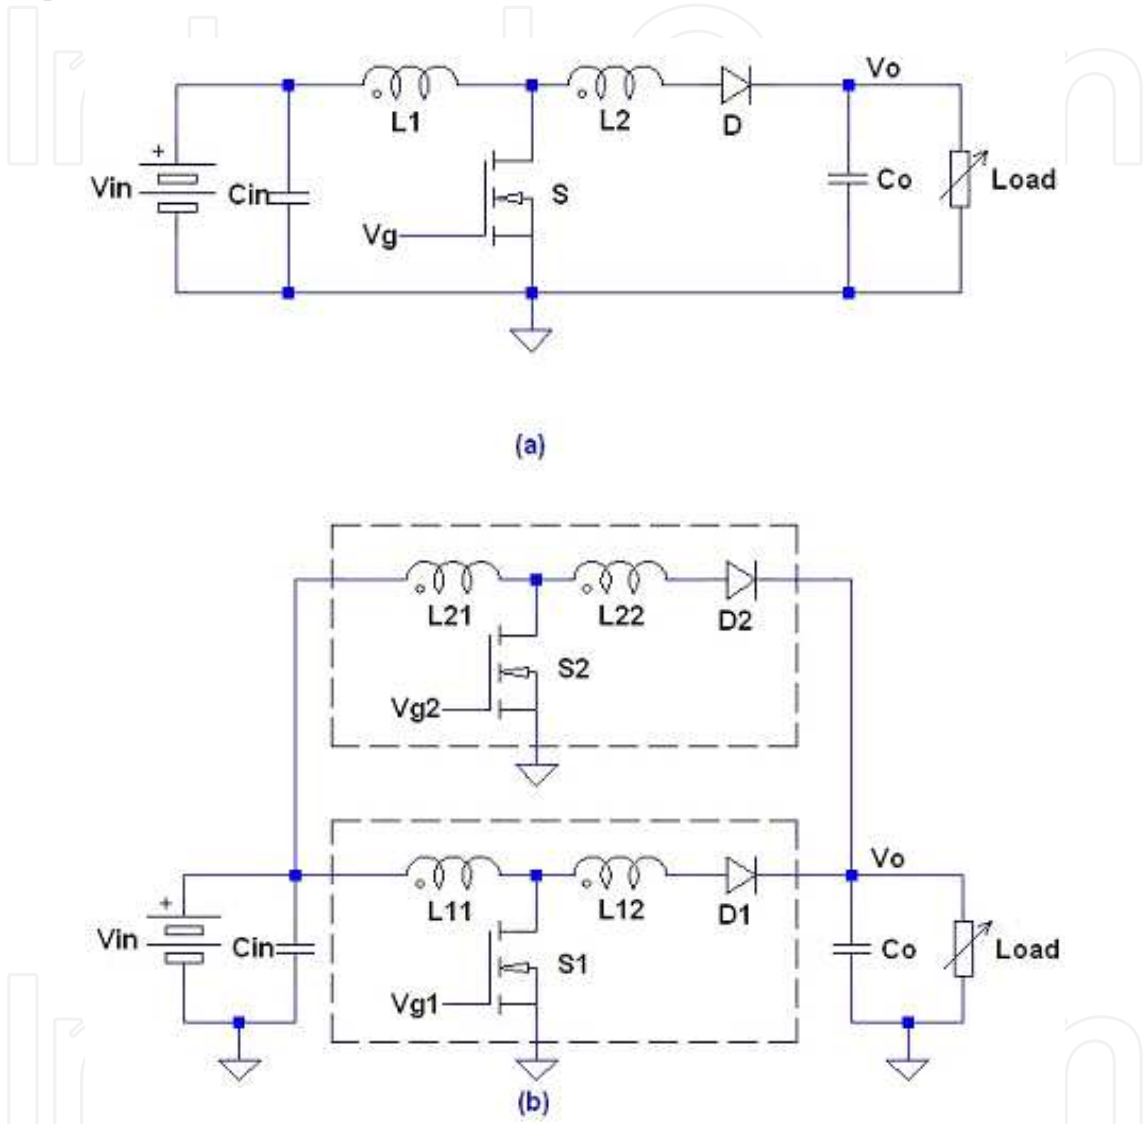 Vo
L1
L2
D
+
Vin
Cin
S
Co
Load
Vg
(a)
L21
L22
D2
S2
Vg2
Vo
L11
L12
D1
+
Vin
Cin
S1
Co
Load
Vg1
(b)